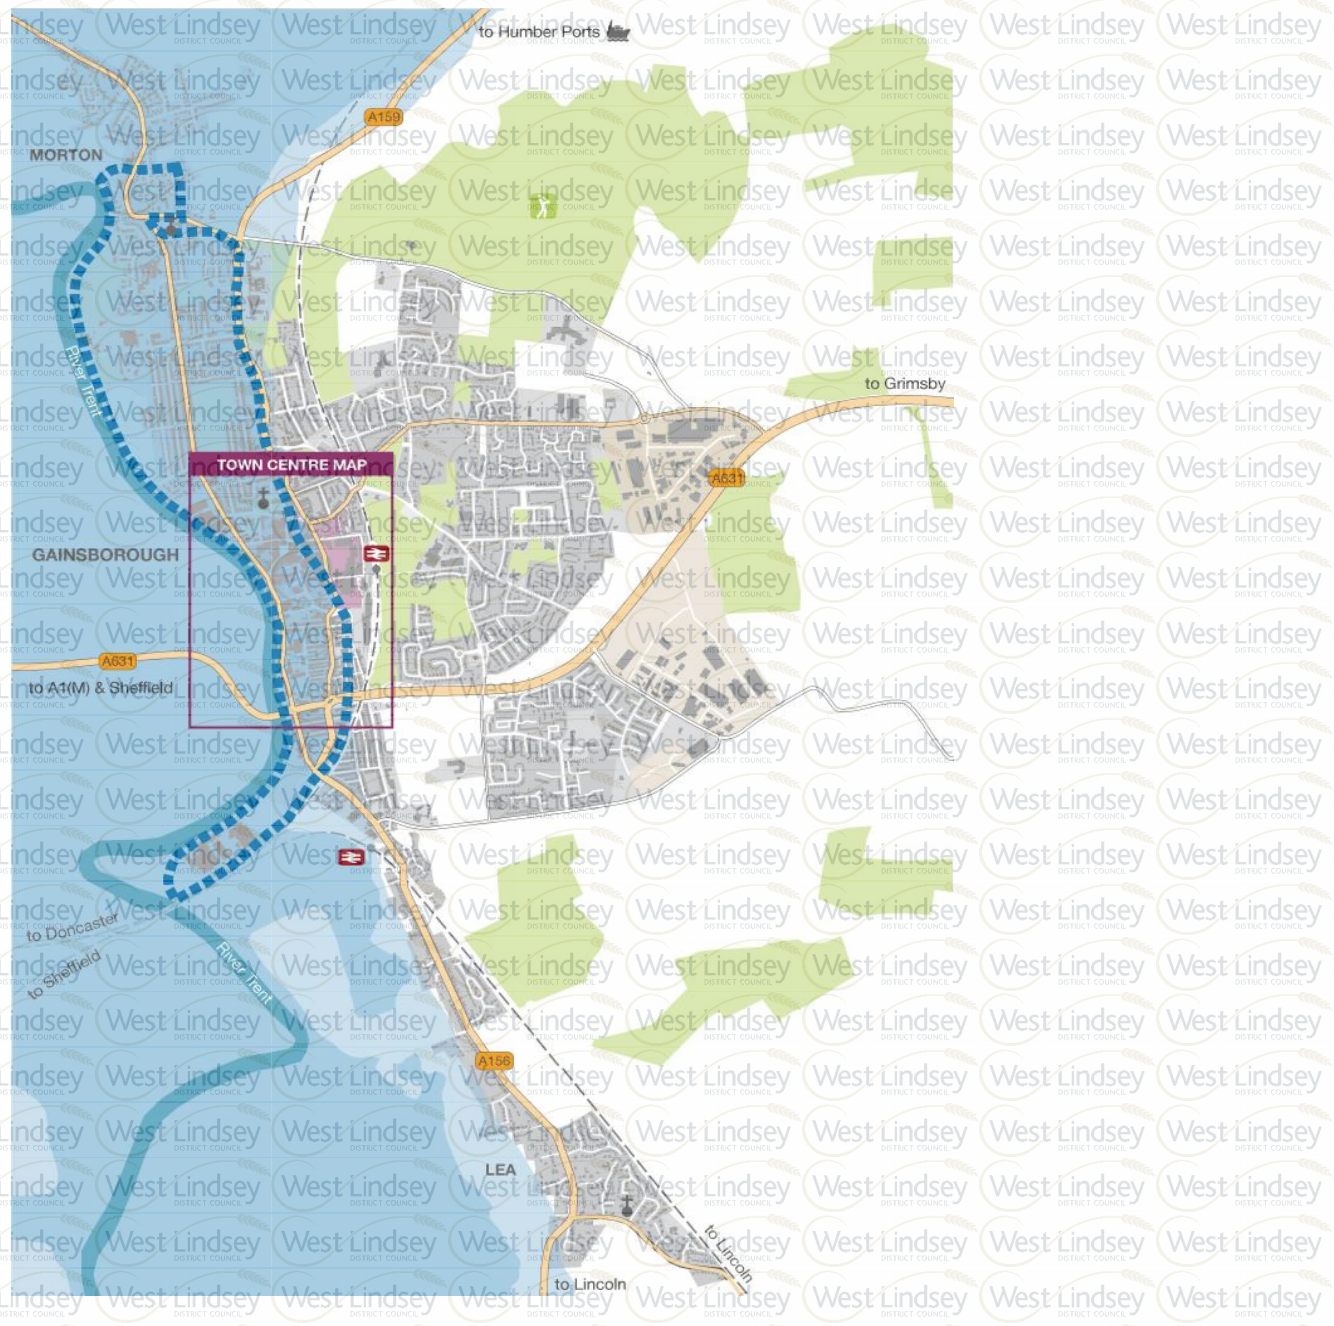 to Humber Ports
A159
MORTON
River Trent
to Grimsby
TOWN CENTRE MAP
A631
GAINSBOROUGH
A631
to A1(M) & Sheffield
to Doncaster
to Sheffield
River Trent
A156
LEA
to Lincoln
to Lincoln
West Lindsey
DISTRICT COUNCIL